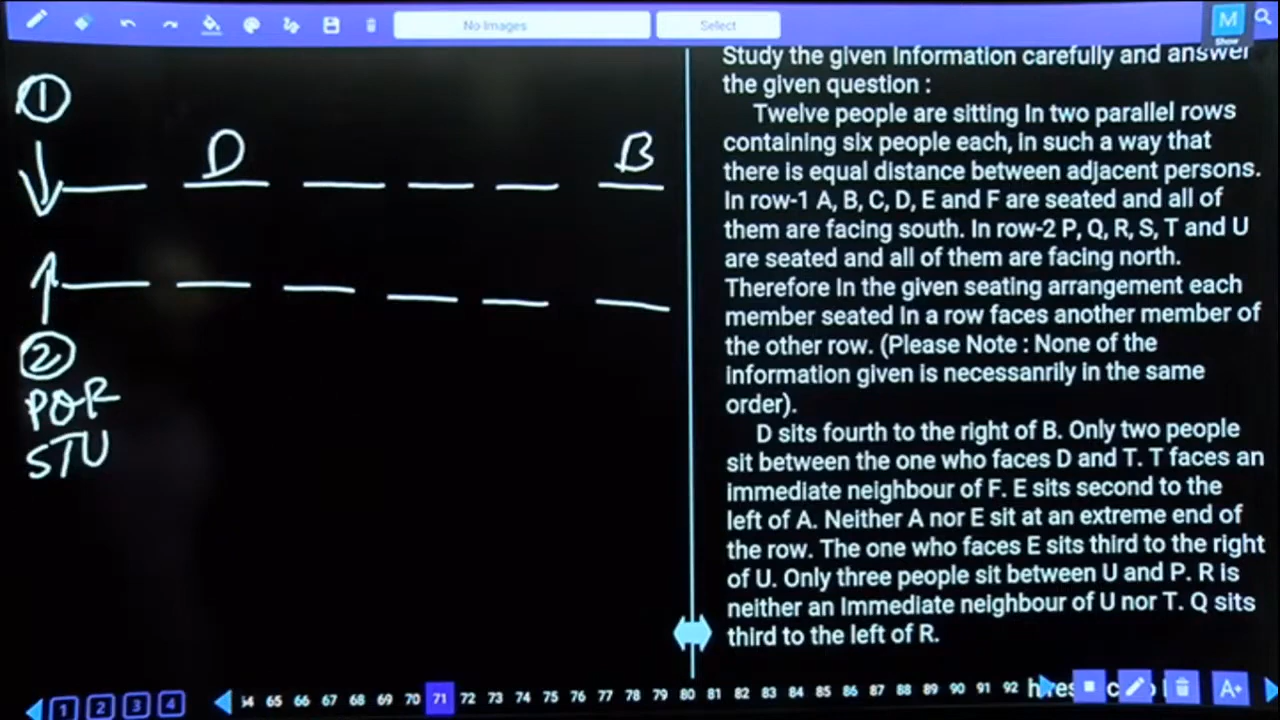 No Images
Select
M
Show
1
D
B
2
PQR
STU
Study the given Information carefully and answer
the given question :
Twelve people are sitting In two parallel rows
containing six people each, in such a way that
there is equal distance between adjacent persons.
In row-1 A, B, C, D, E and F are seated and all of
them are facing south. In row-2 P, Q, R, S, T and U
are seated and all of them are facing north.
Therefore In the given seating arrangement each
member seated In a row faces another member of
the other row. (Please Note : None of the
information given is necessanrily in the same
order).
D sits fourth to the right of B. Only two people
sit between the one who faces D and T. T faces an
immediate neighbour of F. E sits second to the
left of A. Neither A nor E sit at an extreme end of
the row. The one who faces E sits third to the right
of U. Only three people sit between U and P. R is
neither an Immediate neighbour of U nor T. Q sits
third to the left of R.
1 2 3 4
65 66 67 68 69 70 71 72 73 74 75 76 77 78 79 80 81 82 83 84 85 86 87 88 89 90 91 92
A+